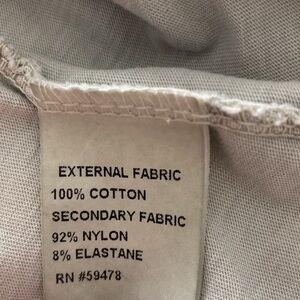 EXTERNAL FABRIC
100% COTTON
SECONDARY FABRIC
92% NYLON
8% ELASTANE
RN #59478